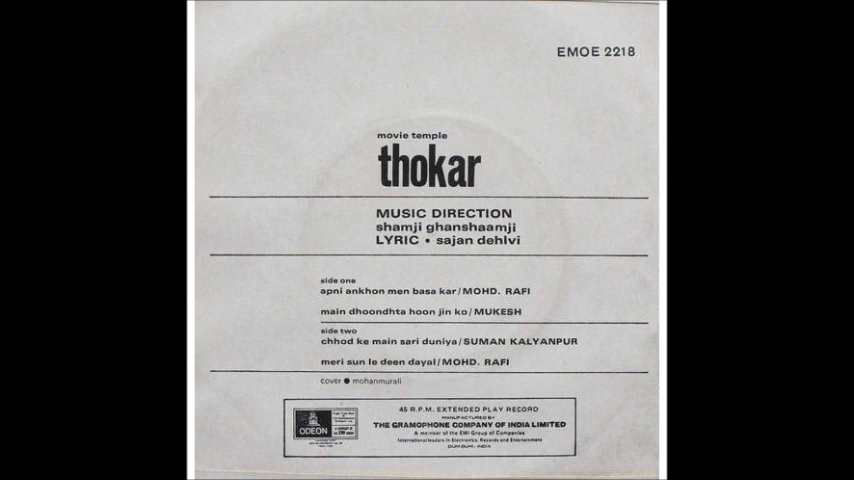 EMOE 2218
movie temple
thokar
MUSIC DIRECTION
shamji ghanshaamji
LYRIC • sajan dehlvi
side one
apni ankhon men basa kar/MOHD. RAFI
main dhoondhta hoon jin ko/MUKESH
side two
chhod ke main sari duniya/SUMAN KALYANPUR
meri sun le deen dayal/MOHD. RAFI
cover ● mohanmurali
45 R.P.M. EXTENDED PLAY RECORD
MANUFACTURED BY
THE GRAMOPHONE COMPANY OF INDIA LIMITED
A member of the EMI Group of Companies
International leaders in Electronics, Records and Entertainment
DUM DUM, INDIA
ODEON